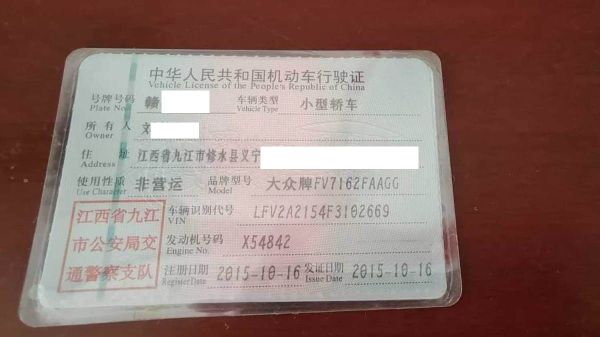 中华人民共和国机动车行驶证
Vehicle License of the People's Republic of China
号牌号码 赣 车辆类型 小型轿车
Plate No. Vehicle Type
所有人
Owner
住址 江西省九江市修水县义宁
Address
使用性质 非营运 品牌型号 大众牌FV7162FAAGG
Use Character Model
江西省九江 车辆识别代号 LFV2A2154F3102669
VIN
市公安局交 发动机号码 X54842
Engine No.
通警察支队 注册日期 2015-10-16 发证日期 2015-10-16
Register Date Issue Date